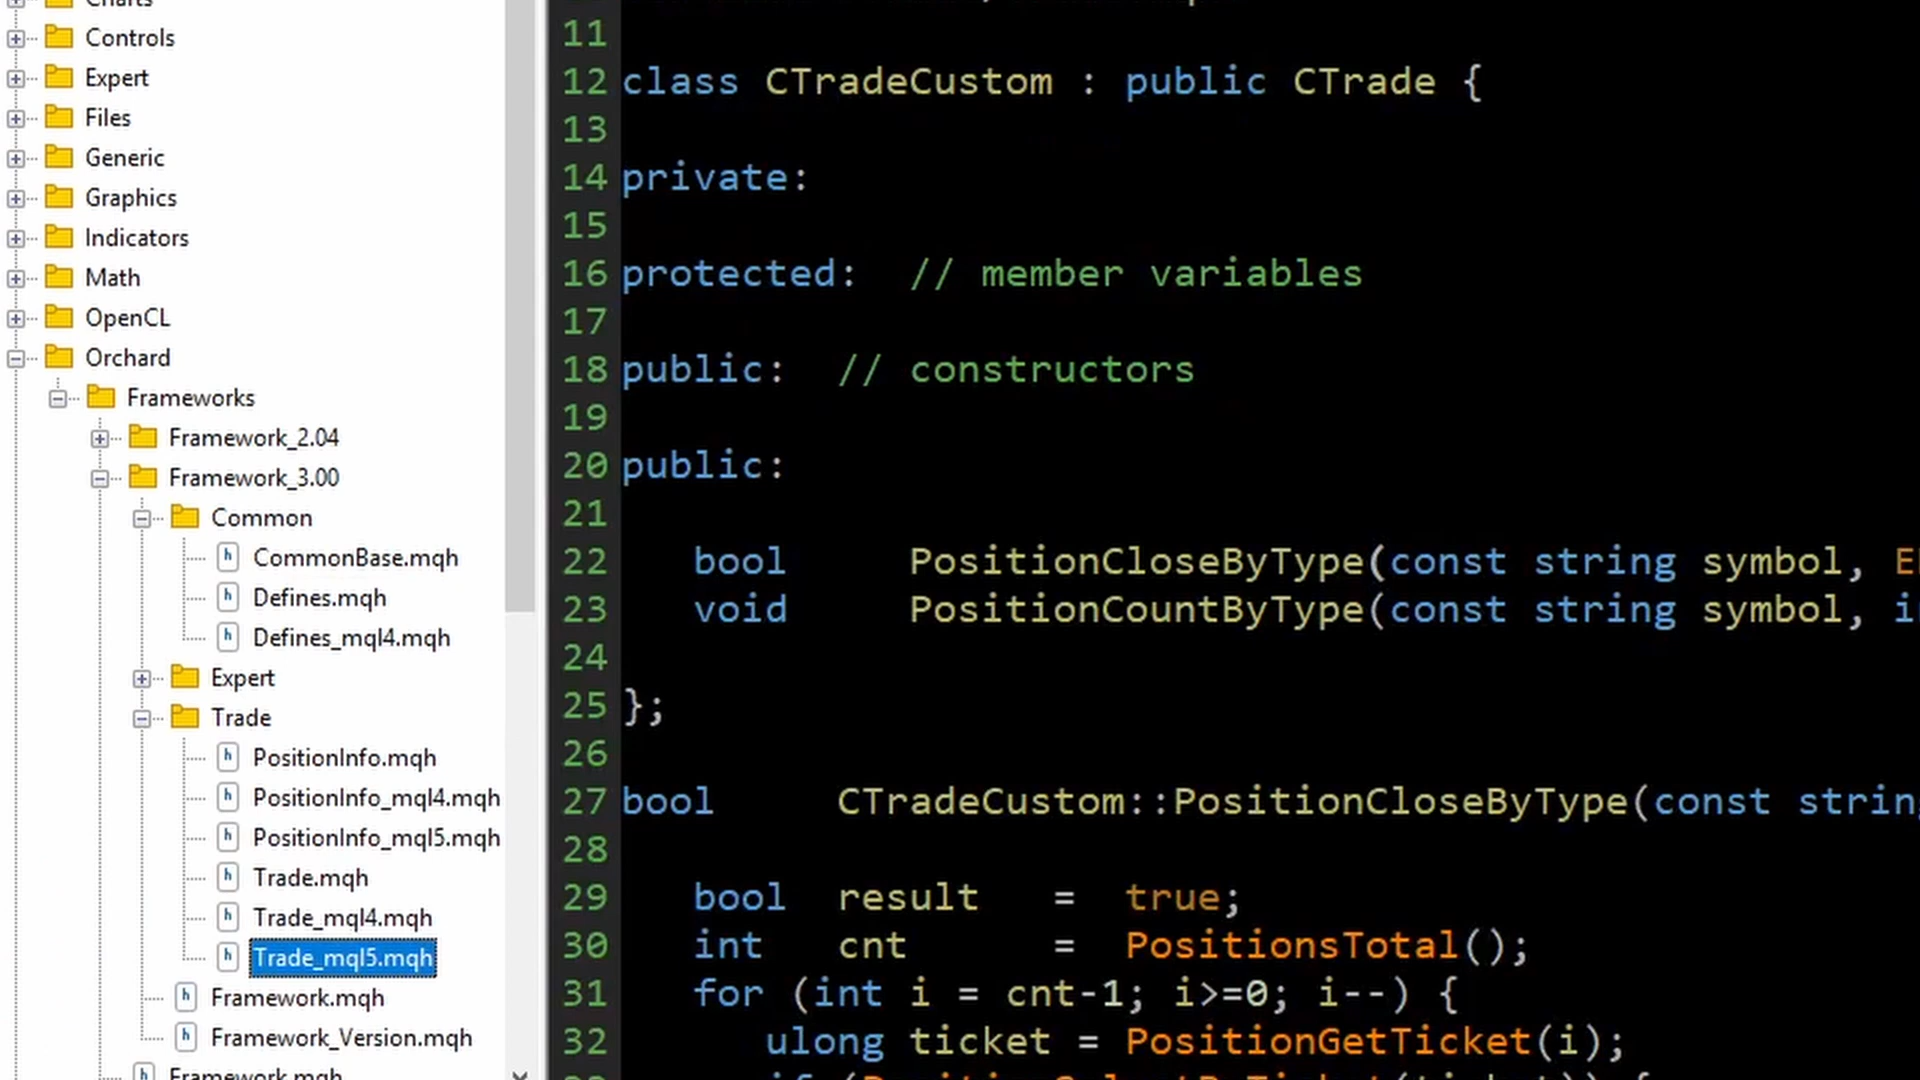 Charts
Controls
Expert
Files
Generic
Graphics
Indicators
Math
OpenCL
Orchard
Frameworks
Framework_2.04
Framework_3.00
Common
CommonBase.mqh
Defines.mqh
Defines_mql4.mqh
Expert
Trade
PositionInfo.mqh
PositionInfo_mql4.mqh
PositionInfo_mql5.mqh
Trade.mqh
Trade_mql4.mqh
Trade_mql5.mqh
Framework.mqh
Framework_Version.mqh
Framework.mqh
11
12 class CTradeCustom : public CTrade {
13
14 private:
15
16 protected:  // member variables
17
18 public:  // constructors
19
20 public:
21
22 bool PositionCloseByType(const string symbol, E
23 void PositionCountByType(const string symbol, i
24
25 };
26
27 bool CTradeCustom::PositionCloseByType(const strin
28
29 bool result = true;
30 int cnt = PositionsTotal();
31 for (int i = cnt-1; i>=0; i--) {
32 ulong ticket = PositionGetTicket(i);